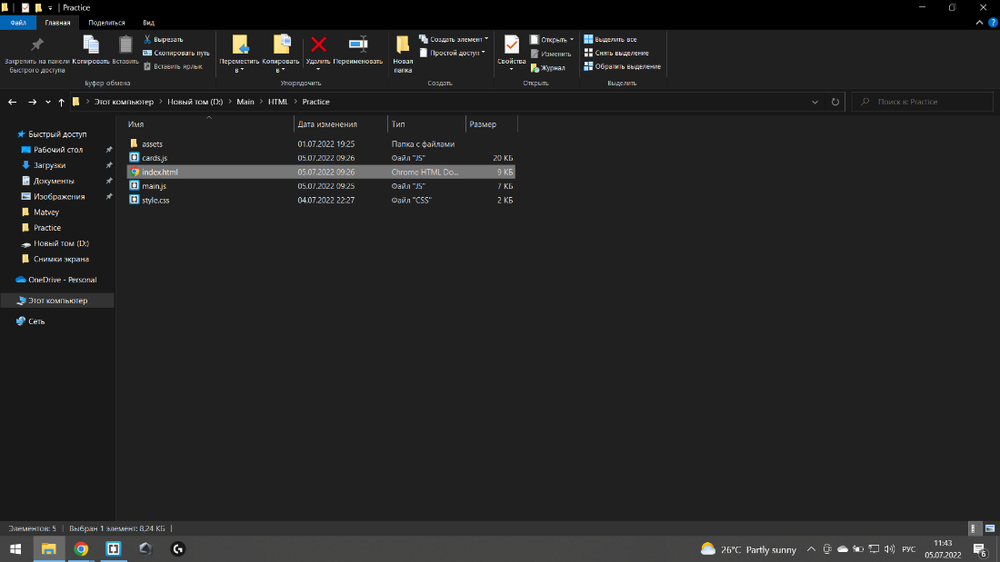 Practice
Файл Главная Поделиться Вид
Закрепить на панели быстрого доступа
Копировать
Вставить
Вырезать
Скопировать путь
Вставить ярлык
Буфер обмена
Переместить в
Копировать в
Удалить
Переименовать
Упорядочить
Новая папка
Создать элемент
Простой доступ
Создать
Свойства
Открыть
Изменить
Журнал
Открыть
Выделить все
Снять выделение
Обратить выделение
Выделить
Этот компьютер > Новый том (D:) > Main > HTML > Practice
Поиск в: Practice
Быстрый доступ
Рабочий стол
Загрузки
Документы
Изображения
Matvey
Practice
Новый том (D:)
Снимки экрана
OneDrive - Personal
Этот компьютер
Сеть
Имя Дата изменения Тип Размер
assets 01.07.2022 19:25 Папка с файлами
cards.js 05.07.2022 09:26 Файл "JS" 20 КБ
index.html 05.07.2022 09:26 Chrome HTML Do... 9 КБ
main.js 05.07.2022 09:25 Файл "JS" 7 КБ
style.css 04.07.2022 22:27 Файл "CSS" 2 КБ
Элементов: 5 Выбран 1 элемент: 8,24 КБ
26°C Partly sunny
РУС
11:43
05.07.2022
6